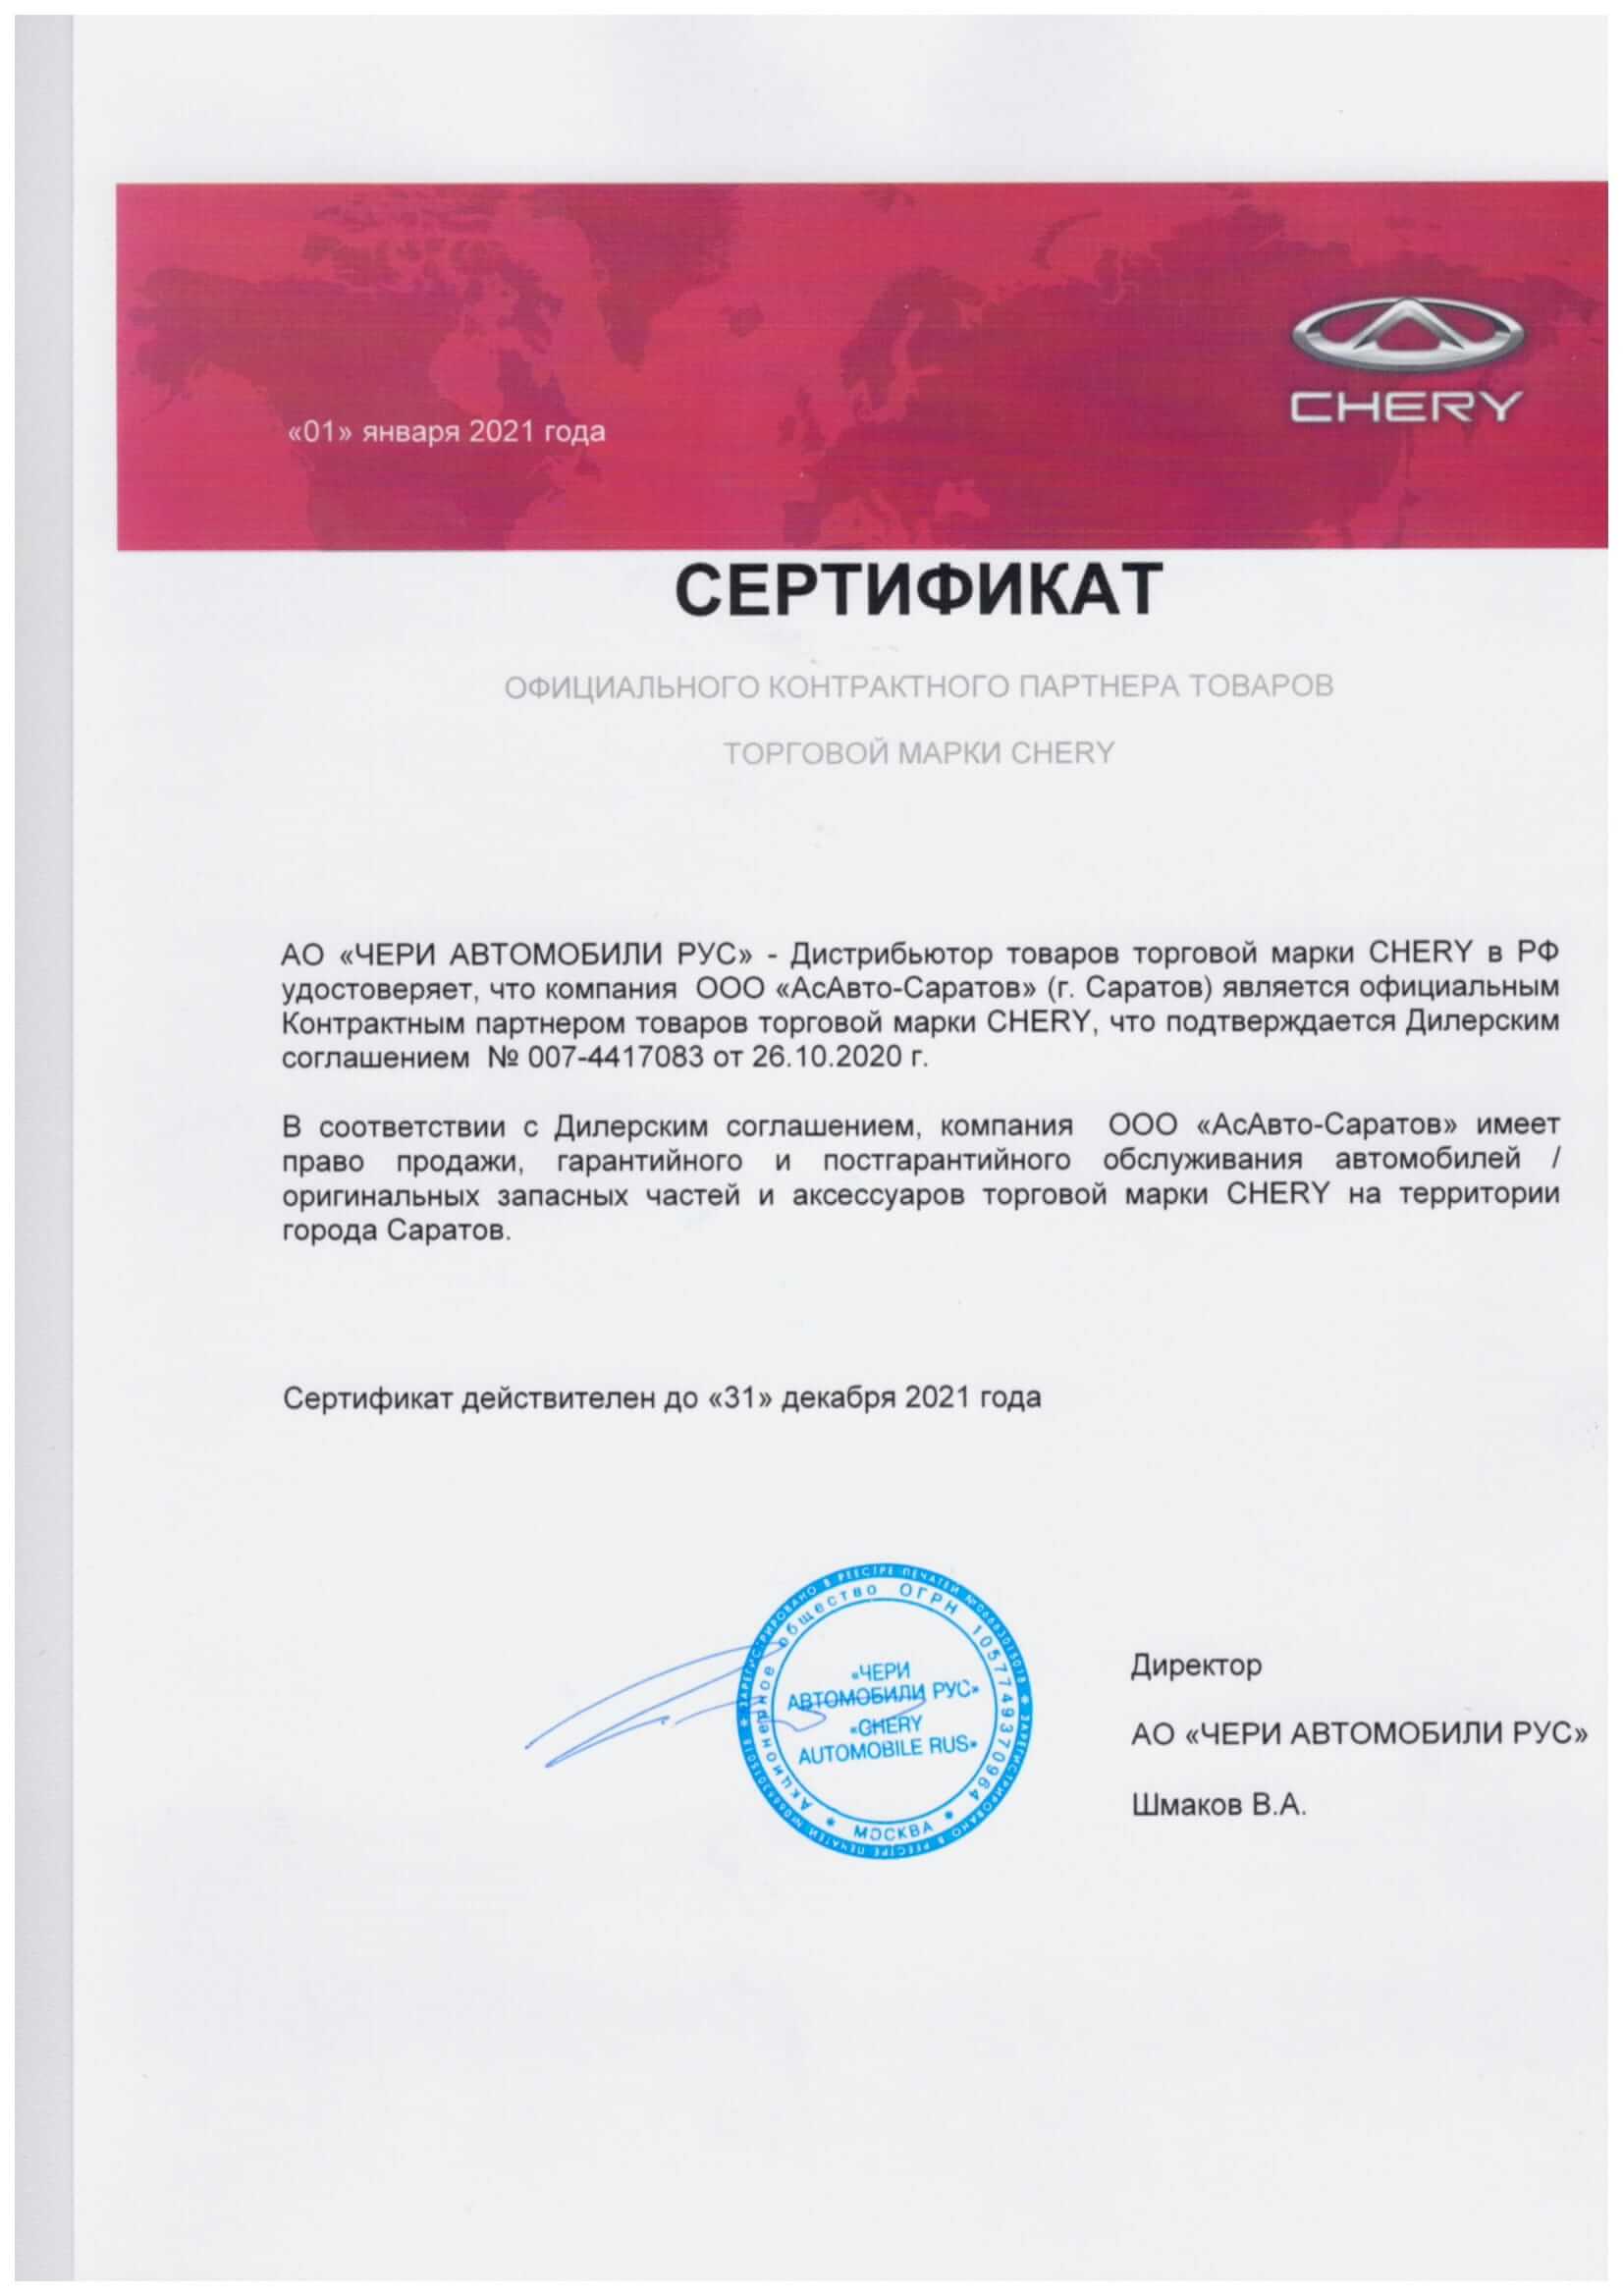 «01» января 2021 года
CHERY
СЕРТИФИКАТ
ОФИЦИАЛЬНОГО КОНТРАКТНОГО ПАРТНЕРА ТОВАРОВ
ТОРГОВОЙ МАРКИ CHERY
АО «ЧЕРИ АВТОМОБИЛИ РУС» - Дистрибьютор товаров торговой марки CHERY в РФ
удостоверяет, что компания ООО «АсАвто-Саратов» (г. Саратов) является официальным
Контрактным партнером товаров торговой марки CHERY, что подтверждается Дилерским
соглашением № 007-4417083 от 26.10.2020 г.
В соответствии с Дилерским соглашением, компания ООО «АсАвто-Саратов» имеет
право продажи, гарантийного и постгарантийного обслуживания автомобилей /
оригинальных запасных частей и аксессуаров торговой марки CHERY на территории
города Саратов.
Сертификат действителен до «31» декабря 2021 года
ЗАРЕГИСТРИРОВАНО В РЕЕСТРЕ ПЕЧАТЕЙ
Акционерное общество ОГРН 1057749370964
* МОСКВА *
«ЧЕРИ
АВТОМОБИЛИ РУС»
«CHERY
AUTOMOBILE RUS»
Директор
АО «ЧЕРИ АВТОМОБИЛИ РУС»
Шмаков В.А.